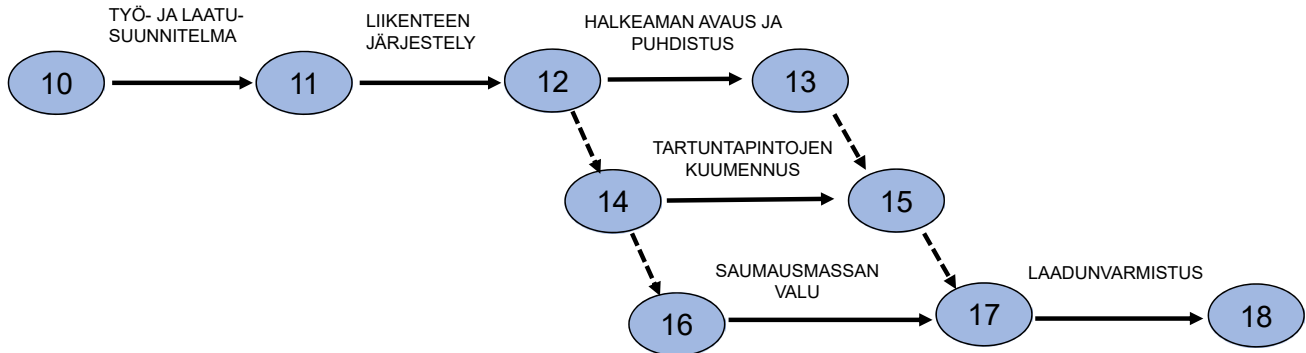 TYÖ- JA LAATU-
SUUNNITELMA
LIIKENTEEN
JÄRJESTELY
HALKEAMAN AVAUS JA
PUHDISTUS
10
11
12
13
TARTUNTAPINTOJEN
KUUMENNUS
14
15
SAUMAUSMASSAN
VALU
LAADUNVARMISTUS
16
17
18